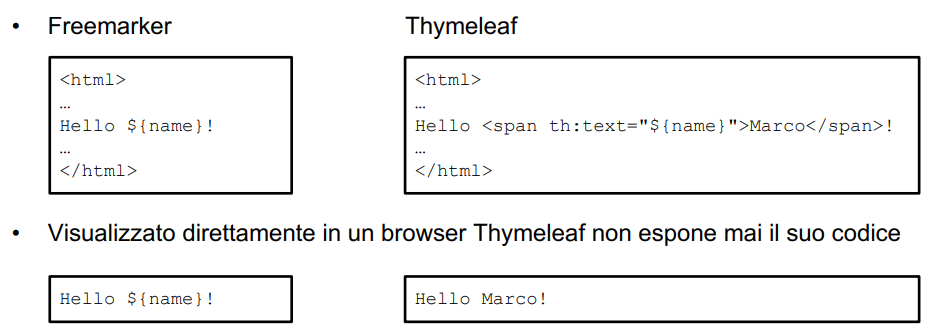 • Freemarker
Thymeleaf
<html>
…
Hello ${name}!
…
</html>
<html>
…
Hello <span th:text="${name}">Marco</span>!
…
</html>
• Visualizzato direttamente in un browser Thymeleaf non espone mai il suo codice
Hello ${name}!
Hello Marco!